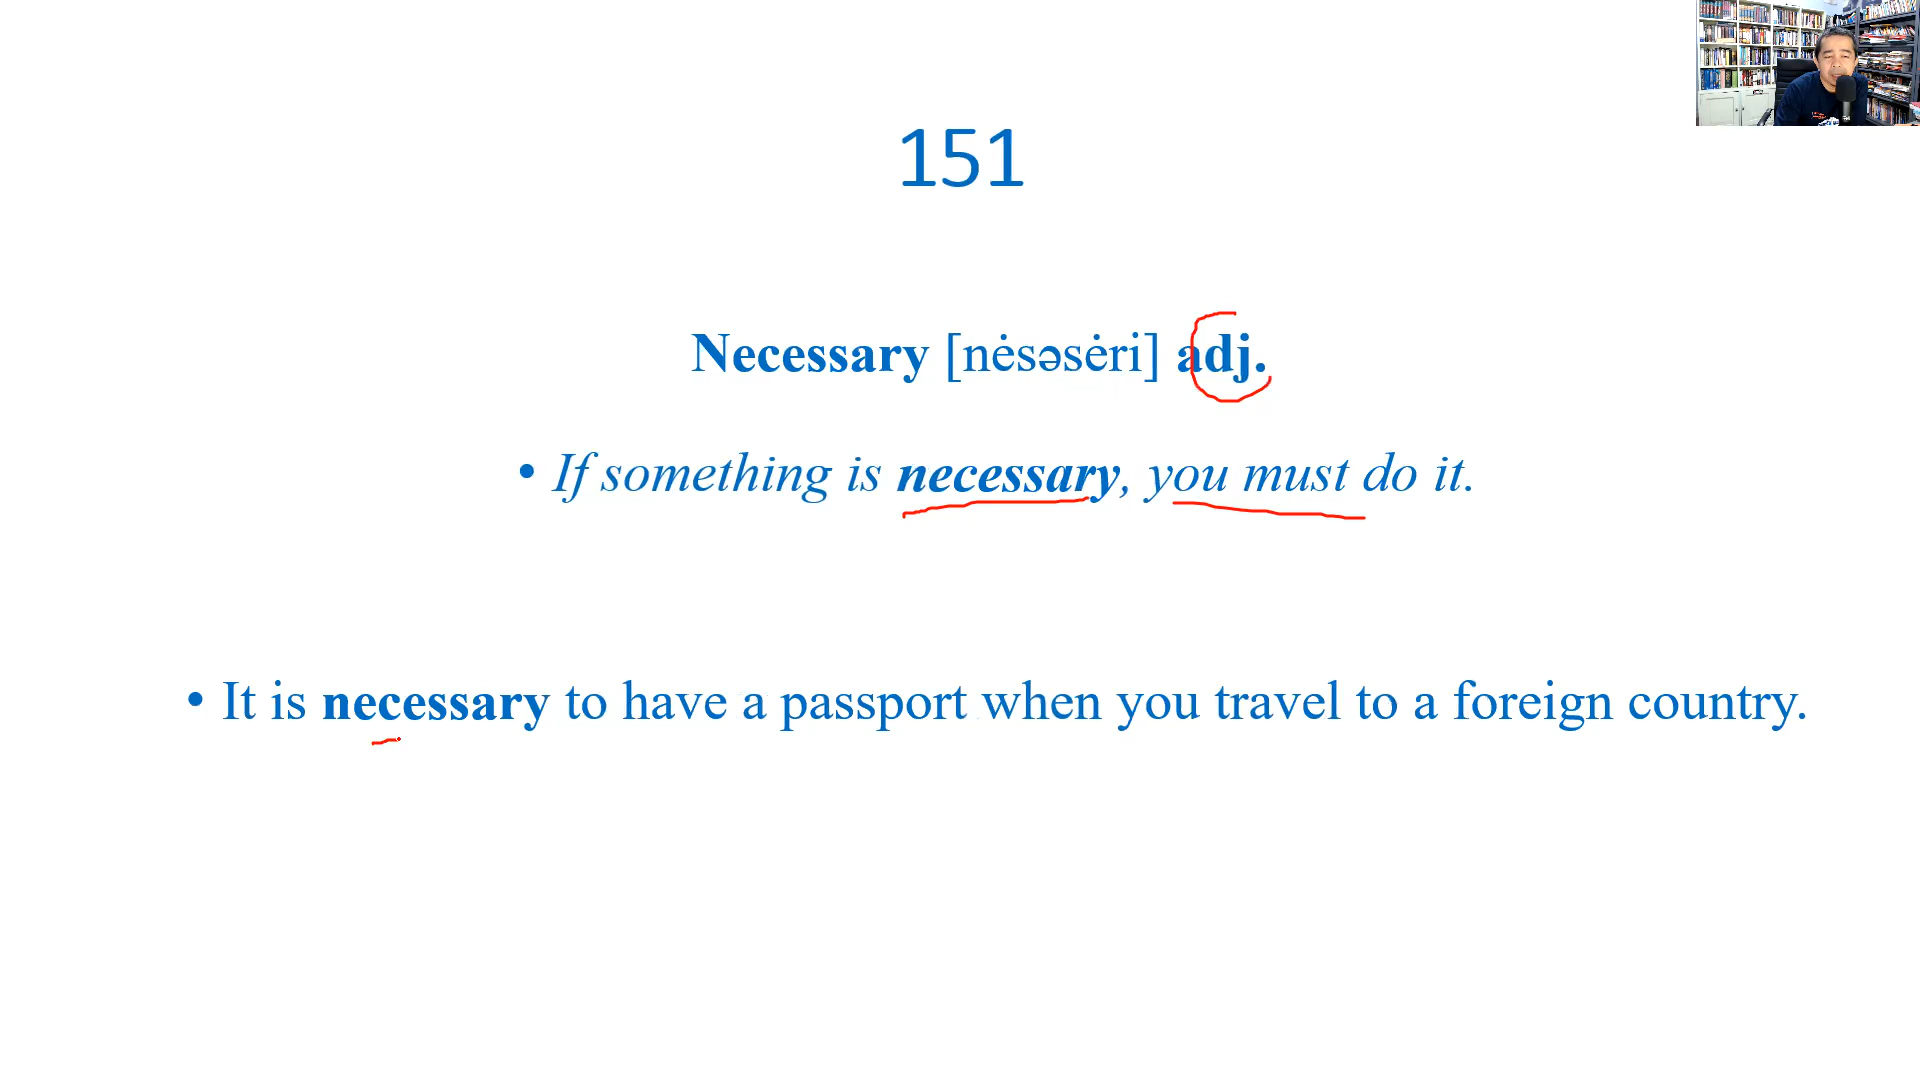 151
Necessary [nėsəsėri] adj.
• If something is necessary, you must do it.
• It is necessary to have a passport when you travel to a foreign country.